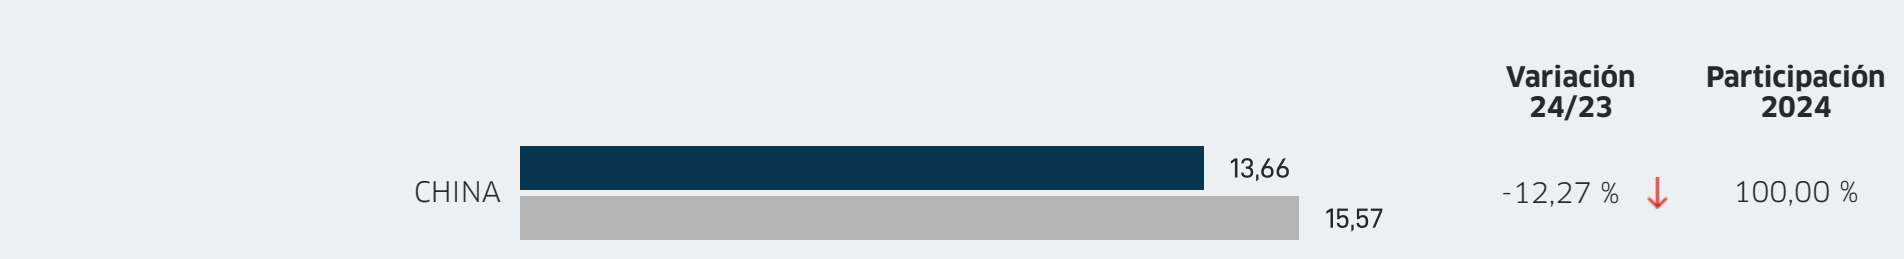 Variación Participación
24/23 2024
13,66
CHINA -12,27 % 100,00 %
15,57